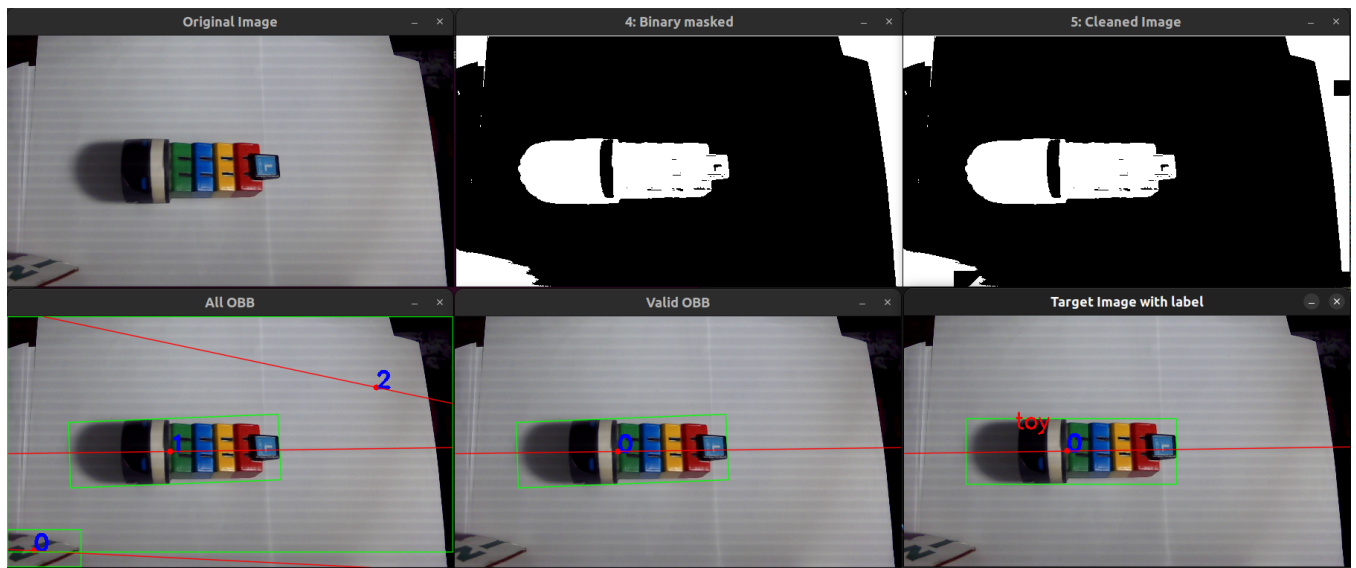 Original Image
4: Binary masked
5: Cleaned Image
L
All OBB
Valid OBB
Target Image with label
2
1
0
0
toy
0